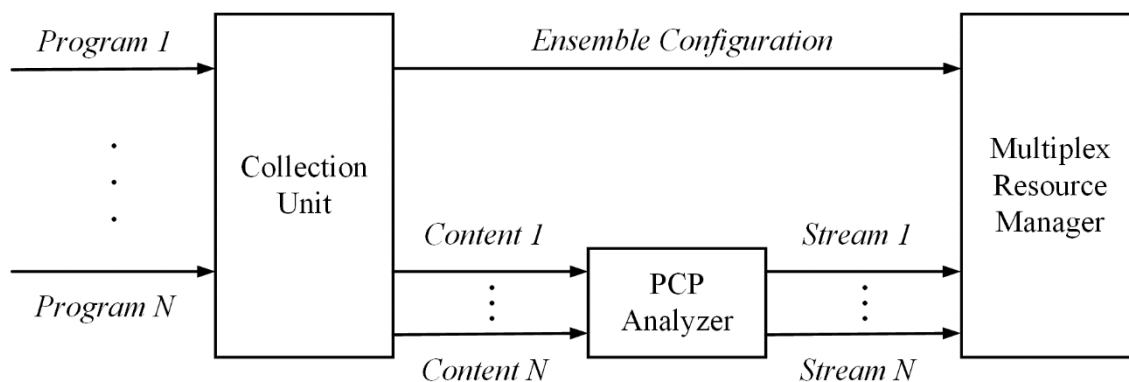 Program 1
Ensemble Configuration
Collection
Unit
Multiplex
Resource
Manager
Program N
Content 1
Stream 1
PCP
Analyzer
Content N
Stream N